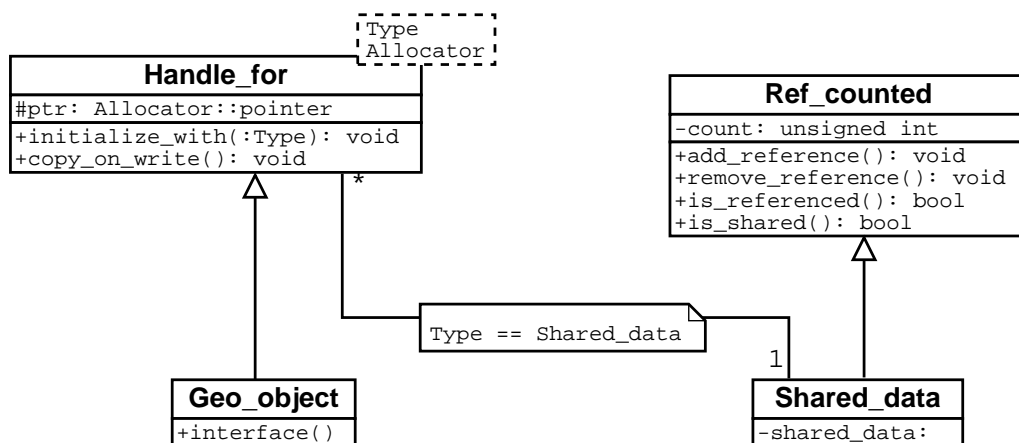 Type
Allocator
Handle_for
#ptr: Allocator::pointer
+initialize_with(:Type): void
+copy_on_write(): void
*
Ref_counted
-count: unsigned int
+add_reference(): void
+remove_reference(): void
+is_referenced(): bool
+is_shared(): bool
Type == Shared_data
1
Geo_object
+interface()
Shared_data
-shared_data: